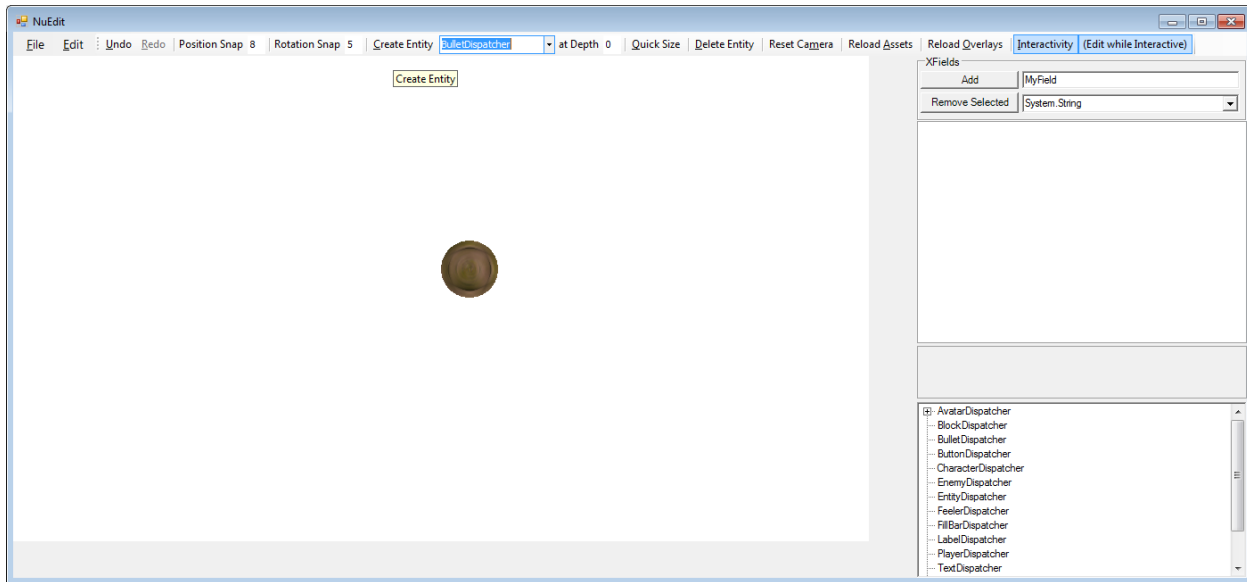 NuEdit
File Edit Undo Redo Position Snap 8 Rotation Snap 5 Create Entity BulletDispatcher at Depth 0 Quick Size Delete Entity Reset Camera Reload Assets Reload Overlays Interactivity (Edit while Interactive)
Create Entity
XFields
Add MyField
Remove Selected System.String
AvatarDispatcher
BlockDispatcher
BulletDispatcher
ButtonDispatcher
CharacterDispatcher
EnemyDispatcher
EntityDispatcher
FeelerDispatcher
FillBarDispatcher
LabelDispatcher
PlayerDispatcher
TextDispatcher